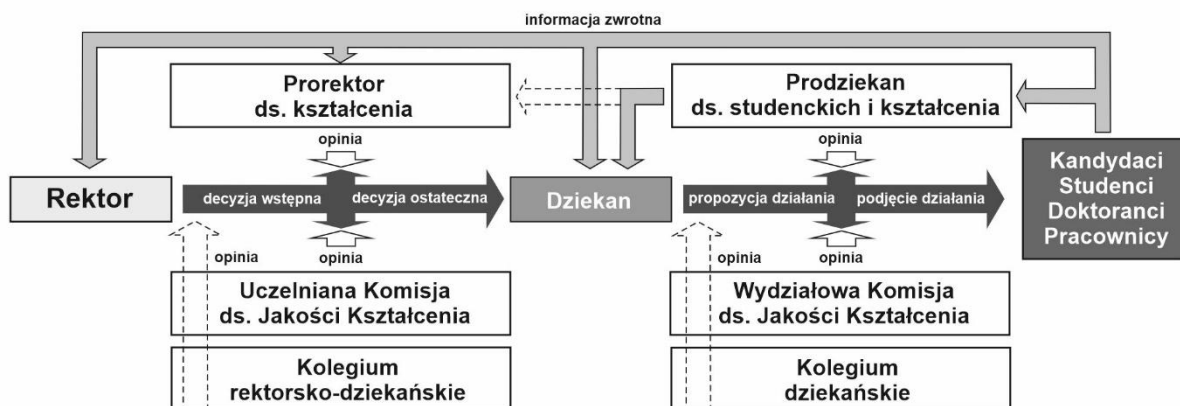 informacja zwrotna
Prorektor
ds. kształcenia
Prodziekan
ds. studenckich i kształcenia
opinia
opinia
Rektor
decyzja wstępna
decyzja ostateczna
Dziekan
propozycja działania
podjęcie działania
Kandydaci
Studenci
Doktoranci
Pracownicy
opinia
opinia
opinia
opinia
Uczelniana Komisja
ds. Jakości Kształcenia
Wydziałowa Komisja
ds. Jakości Kształcenia
Kolegium
rektorsko-dziekańskie
Kolegium
dziekańskie